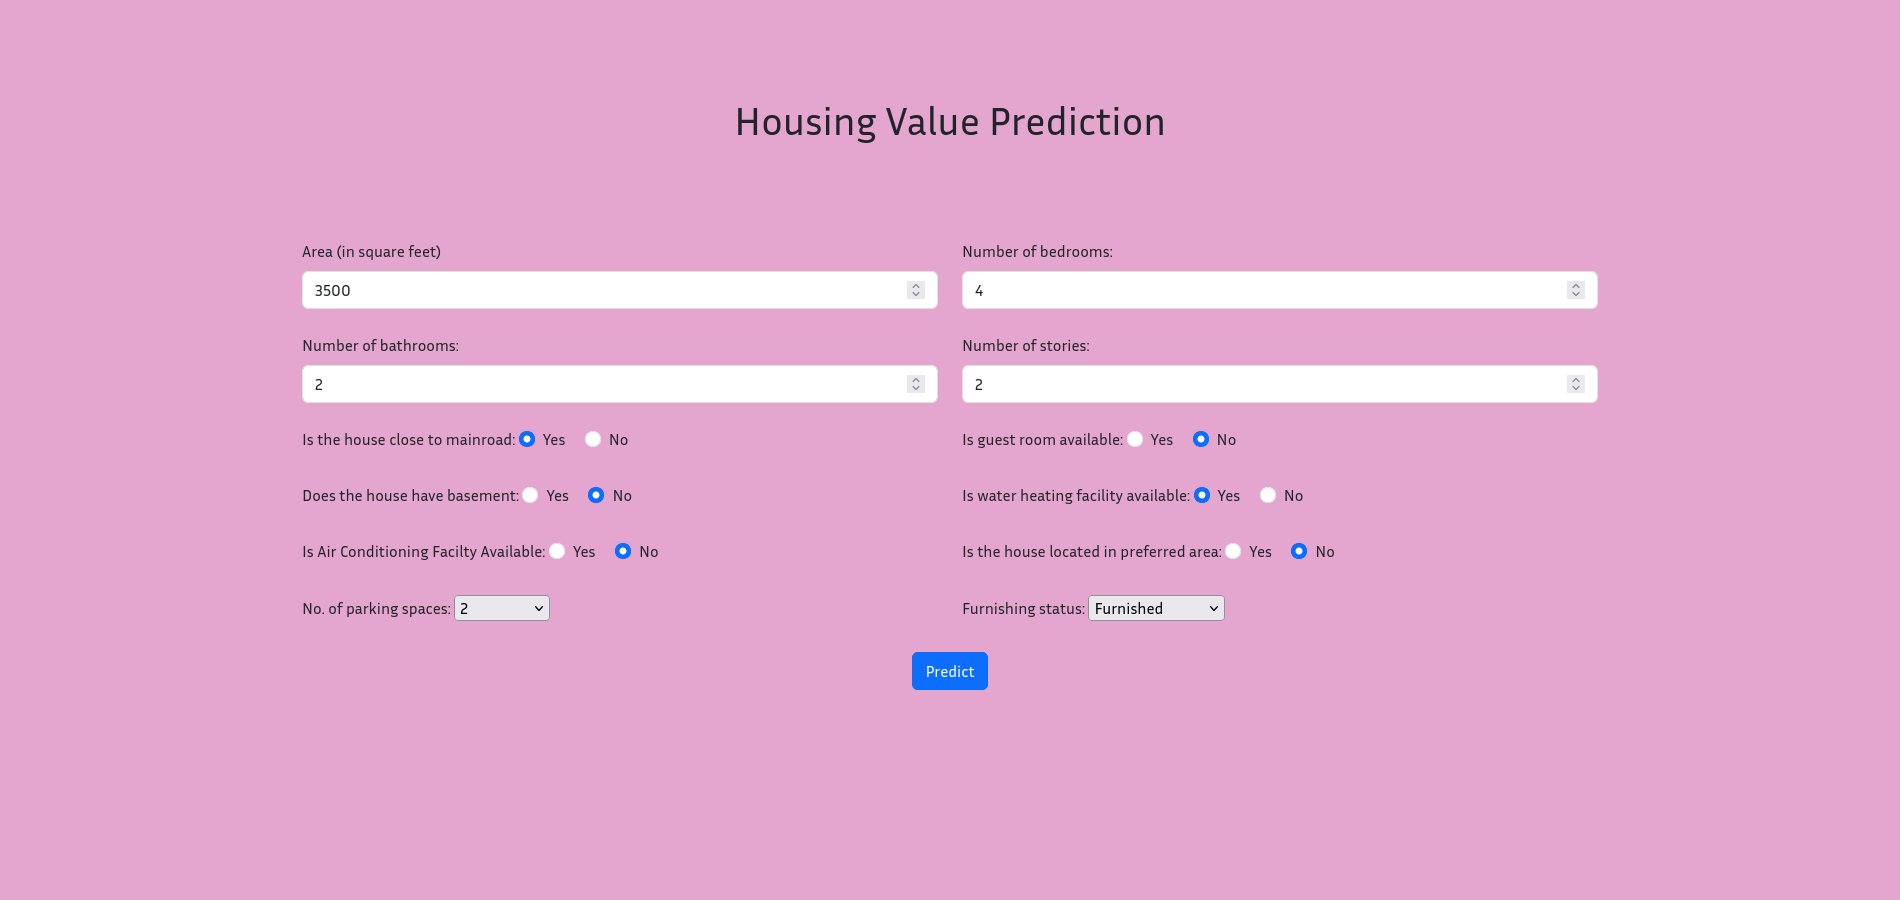 Housing Value Prediction
Area (in square feet)
Number of bedrooms:
3500
4
Number of bathrooms:
Number of stories:
2
2
Is the house close to mainroad: Yes No
Is guest room available: Yes No
Does the house have basement: Yes No
Is water heating facility available: Yes No
Is Air Conditioning Facilty Available: Yes No
Is the house located in preferred area: Yes No
No. of parking spaces: 2
Furnishing status: Furnished
Predict